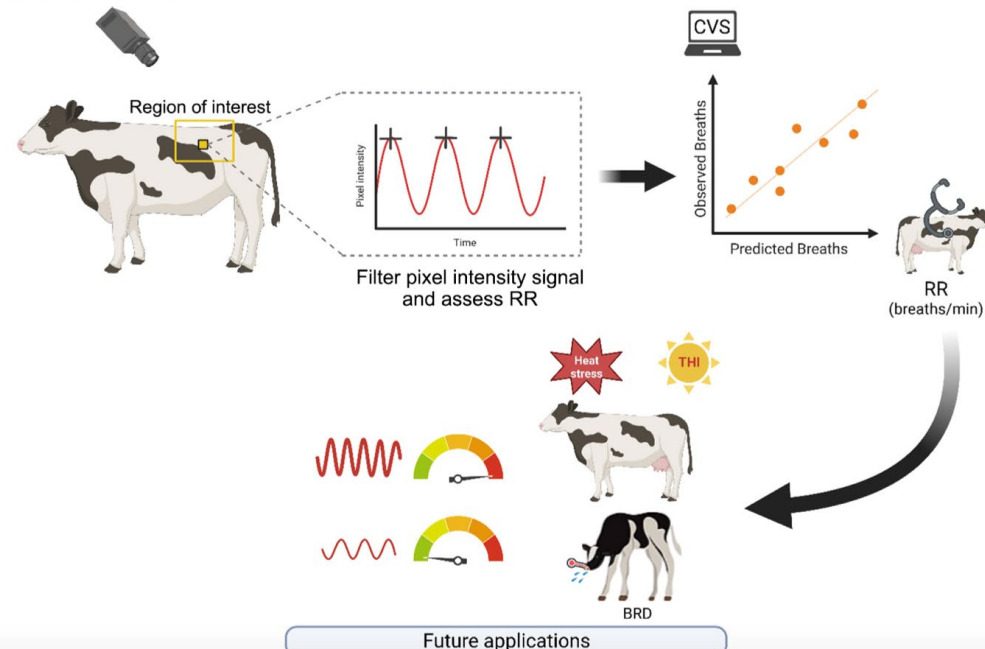 Region of interest
Pixel intensity
Time
Filter pixel intensity signal
and assess RR
CVS
Observed Breaths
Predicted Breaths
RR
(breaths/min)
Heat
stress
THI
BRD
Future applications